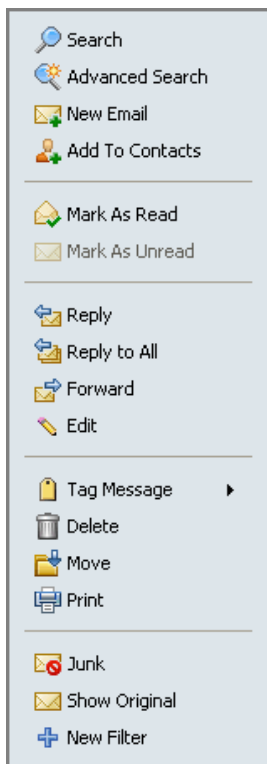 Search
Advanced Search
New Email
Add To Contacts
Mark As Read
Mark As Unread
Reply
Reply to All
Forward
Edit
Tag Message
Delete
Move
Print
Junk
Show Original
New Filter